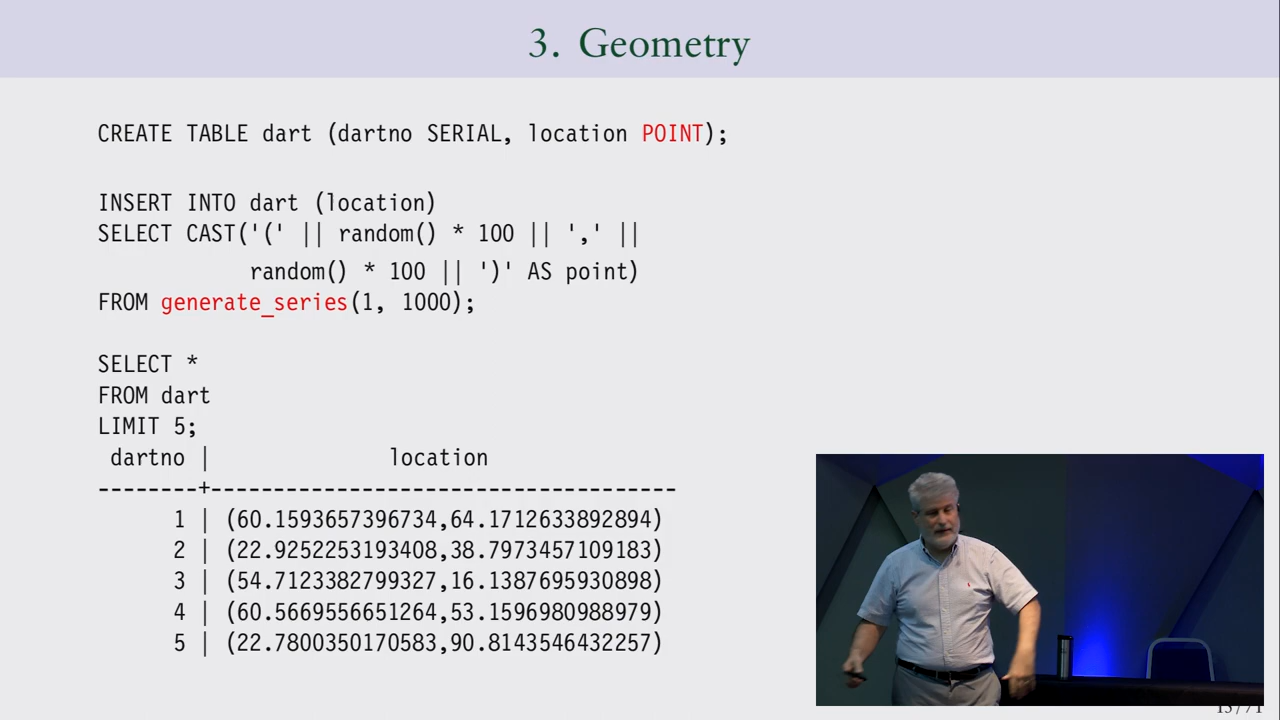 3. Geometry
CREATE TABLE dart (dartno SERIAL, location POINT);
INSERT INTO dart (location)
SELECT CAST('(' || random() * 100 || ',' ||
random() * 100 || ')' AS point)
FROM generate_series(1, 1000);
SELECT *
FROM dart
LIMIT 5;
dartno | location
--------+-------------------------------------
1 | (60.1593657396734,64.1712633892894)
2 | (22.9252253193408,38.7973457109183)
3 | (54.7123382799327,16.1387695930898)
4 | (60.5669556651264,53.1596980988979)
5 | (22.7800350170583,90.8143546432257)